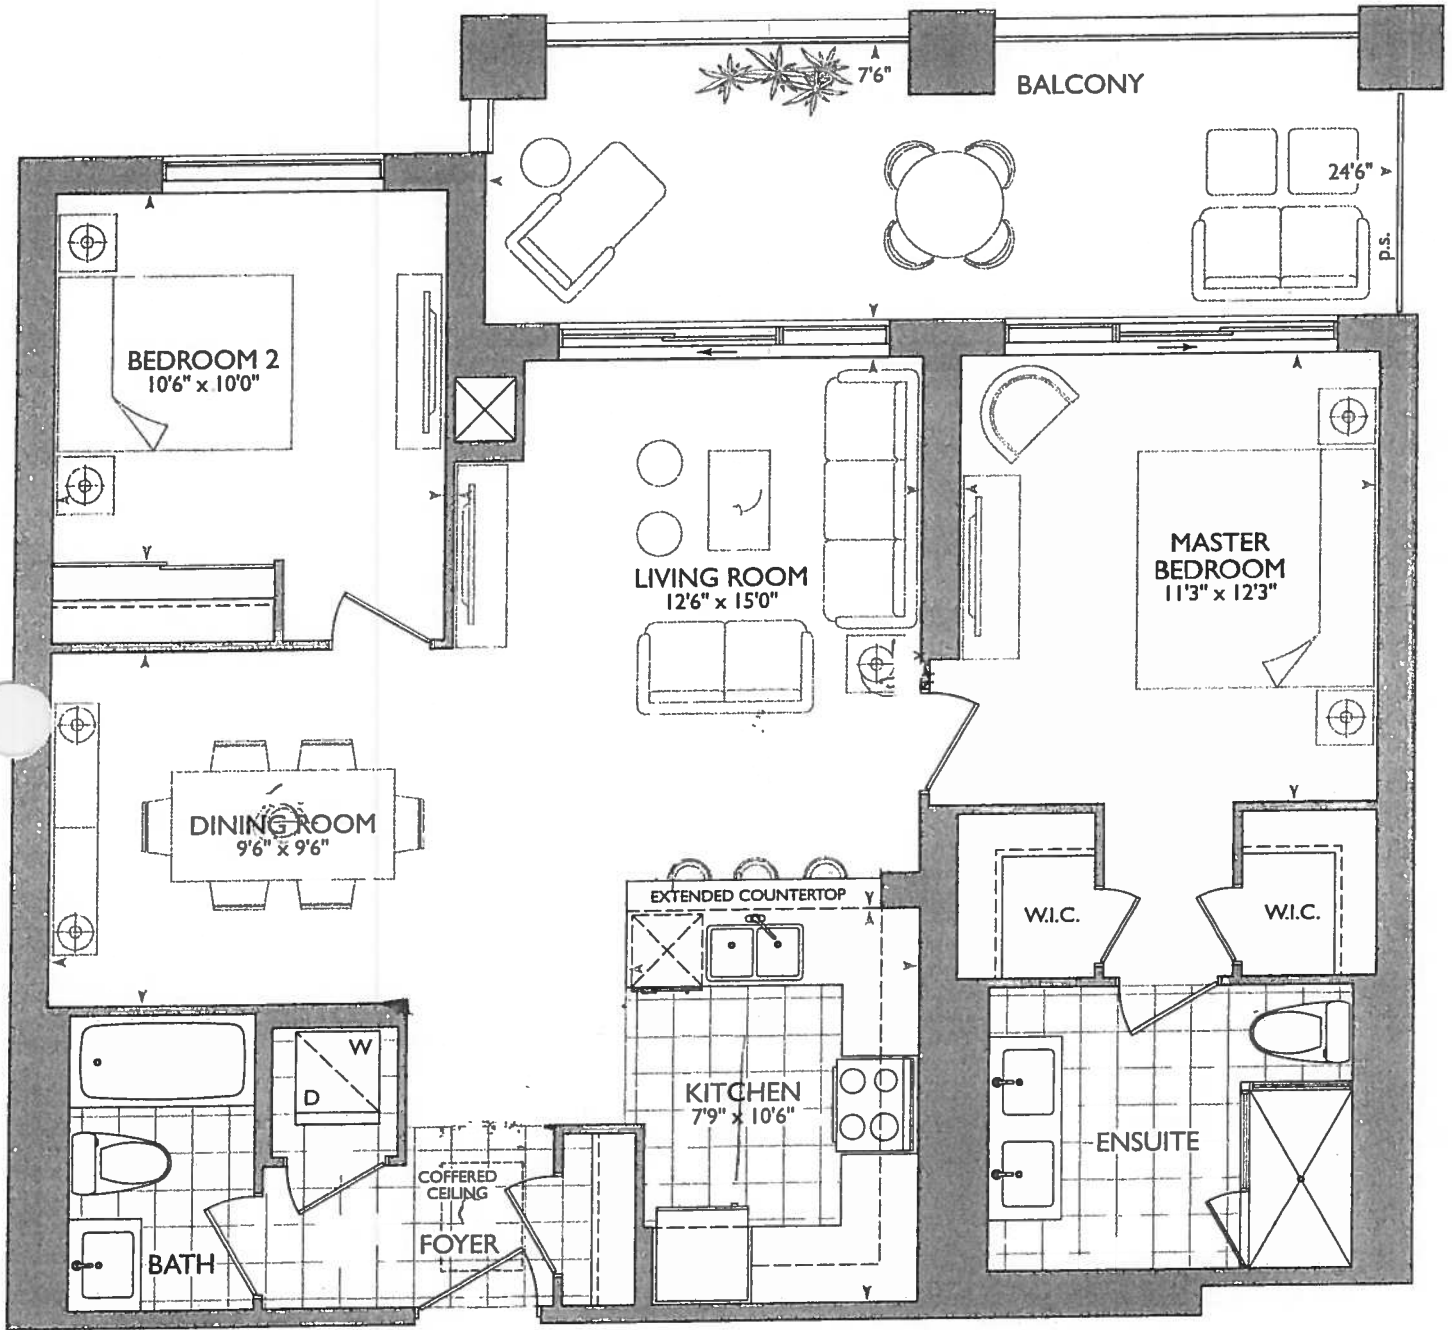 BALCONY
7'6"
24'6"
p.s.
BEDROOM 2
10'6" x 10'0"
LIVING ROOM
12'6" x 15'0"
MASTER
BEDROOM
11'3" x 12'3"
DINING ROOM
9'6" x 9'6"
EXTENDED COUNTERTOP
W.I.C.
W.I.C.
W
D
KITCHEN
7'9" x 10'6"
ENSUITE
COFFERED
CEILING
FOYER
BATH